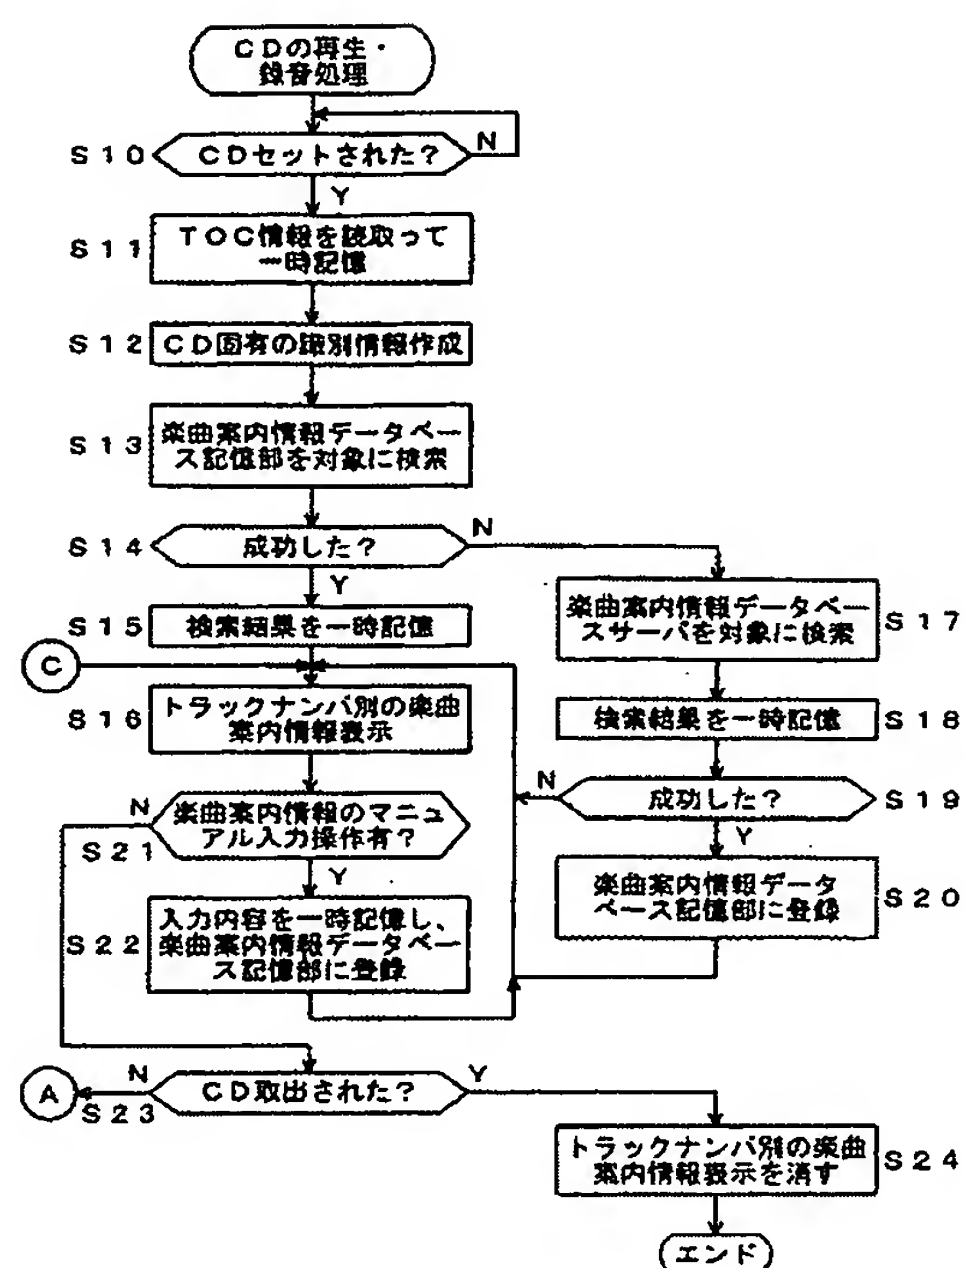 CDの再生・
録音処理
N
S10
CDセットされた?
Y
S11
TOC情報を読取って
一時記憶
S12
CD固有の識別情報作成
S13
楽曲案内情報データベー
ス記憶部を対象に検索
N
S14
成功した?
Y
S15
検索結果を一時記憶
楽曲案内情報データベー
スサーバを対象に検索
S17
C
S16
トラックナンバ別の楽曲
案内情報表示
検索結果を一時記憶
S18
N
成功した?
S19
Y
N
楽曲案内情報のマニュ
アル入力操作有?
S21
Y
楽曲案内情報データ
ベース記憶部に登録
S20
S22
入力内容を一時記憶し、
楽曲案内情報データベー
ス記憶部に登録
A
N
S23
CD取出された?
Y
トラックナンバ別の楽曲
案内情報表示を消す
S24
エンド